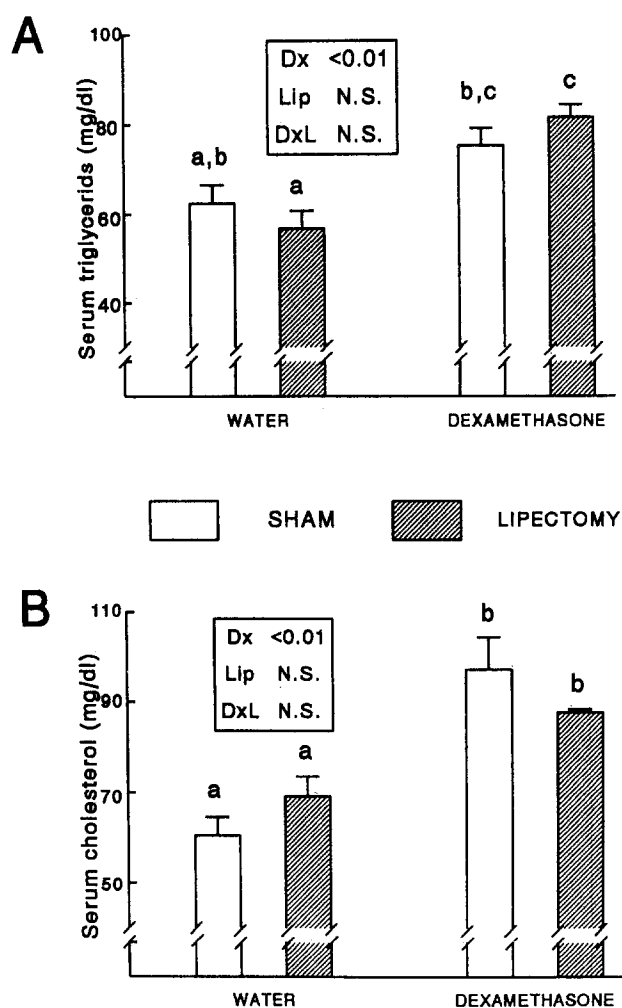 A
Serum triglycerids (mg/dl)
100
80
60
40
Dx <0.01
Lip N.S.
DxL N.S.
a,b
a
b,c
c
WATER
DEXAMETHASONE
SHAM
LIPECTOMY
B
Serum cholesterol (mg/dl)
110
90
70
50
Dx <0.01
Lip N.S.
DxL N.S.
a
a
b
b
WATER
DEXAMETHASONE